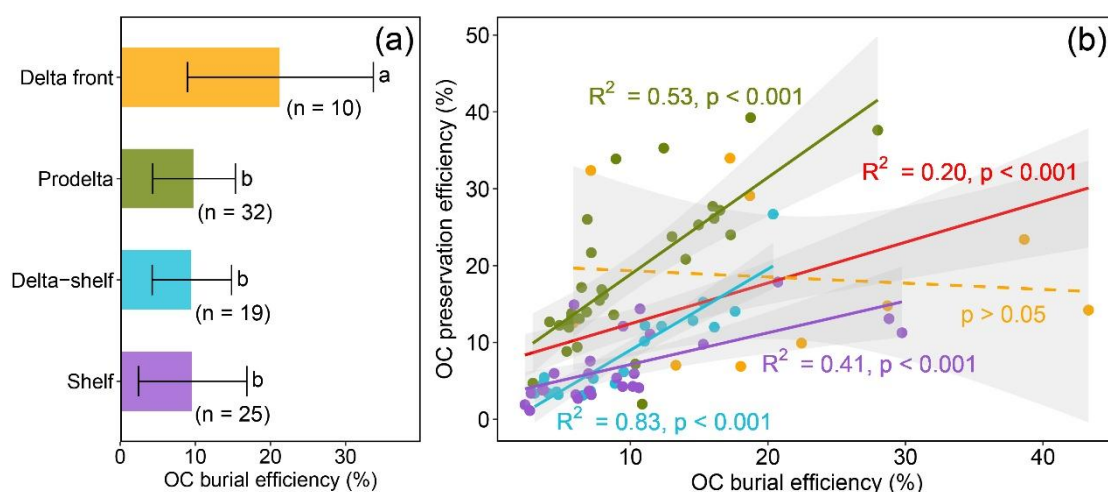 (a)
Delta front
a
(n = 10)
Prodelta
b
(n = 32)
Delta-shelf
b
(n = 19)
Shelf
b
(n = 25)
0
10
20
30
OC burial efficiency (%)
(b)
OC preservation efficiency (%)
50
40
30
20
10
0
R² = 0.53, p < 0.001
R² = 0.20, p < 0.001
p > 0.05
R² = 0.41, p < 0.001
R² = 0.83, p < 0.001
10
20
30
40
OC burial efficiency (%)